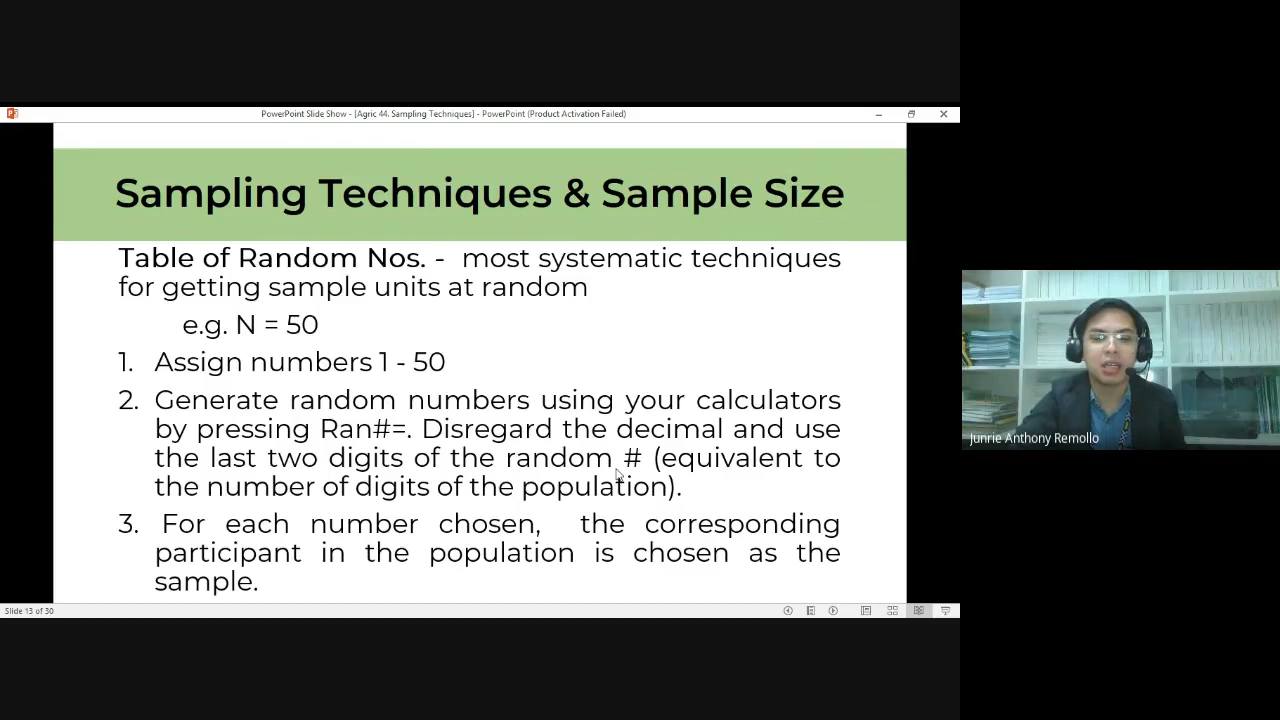 PowerPoint Slide Show - [Agric 44. Sampling Techniques] - PowerPoint (Product Activation Failed)
Sampling Techniques & Sample Size
Table of Random Nos. - most systematic techniques
for getting sample units at random
e.g. N = 50
1. Assign numbers 1 - 50
2. Generate random numbers using your calculators
by pressing Ran#=. Disregard the decimal and use
the last two digits of the random # (equivalent to
the number of digits of the population).
3. For each number chosen, the corresponding
participant in the population is chosen as the
sample.
Slide 13 of 30
Junrie Anthony Remollo